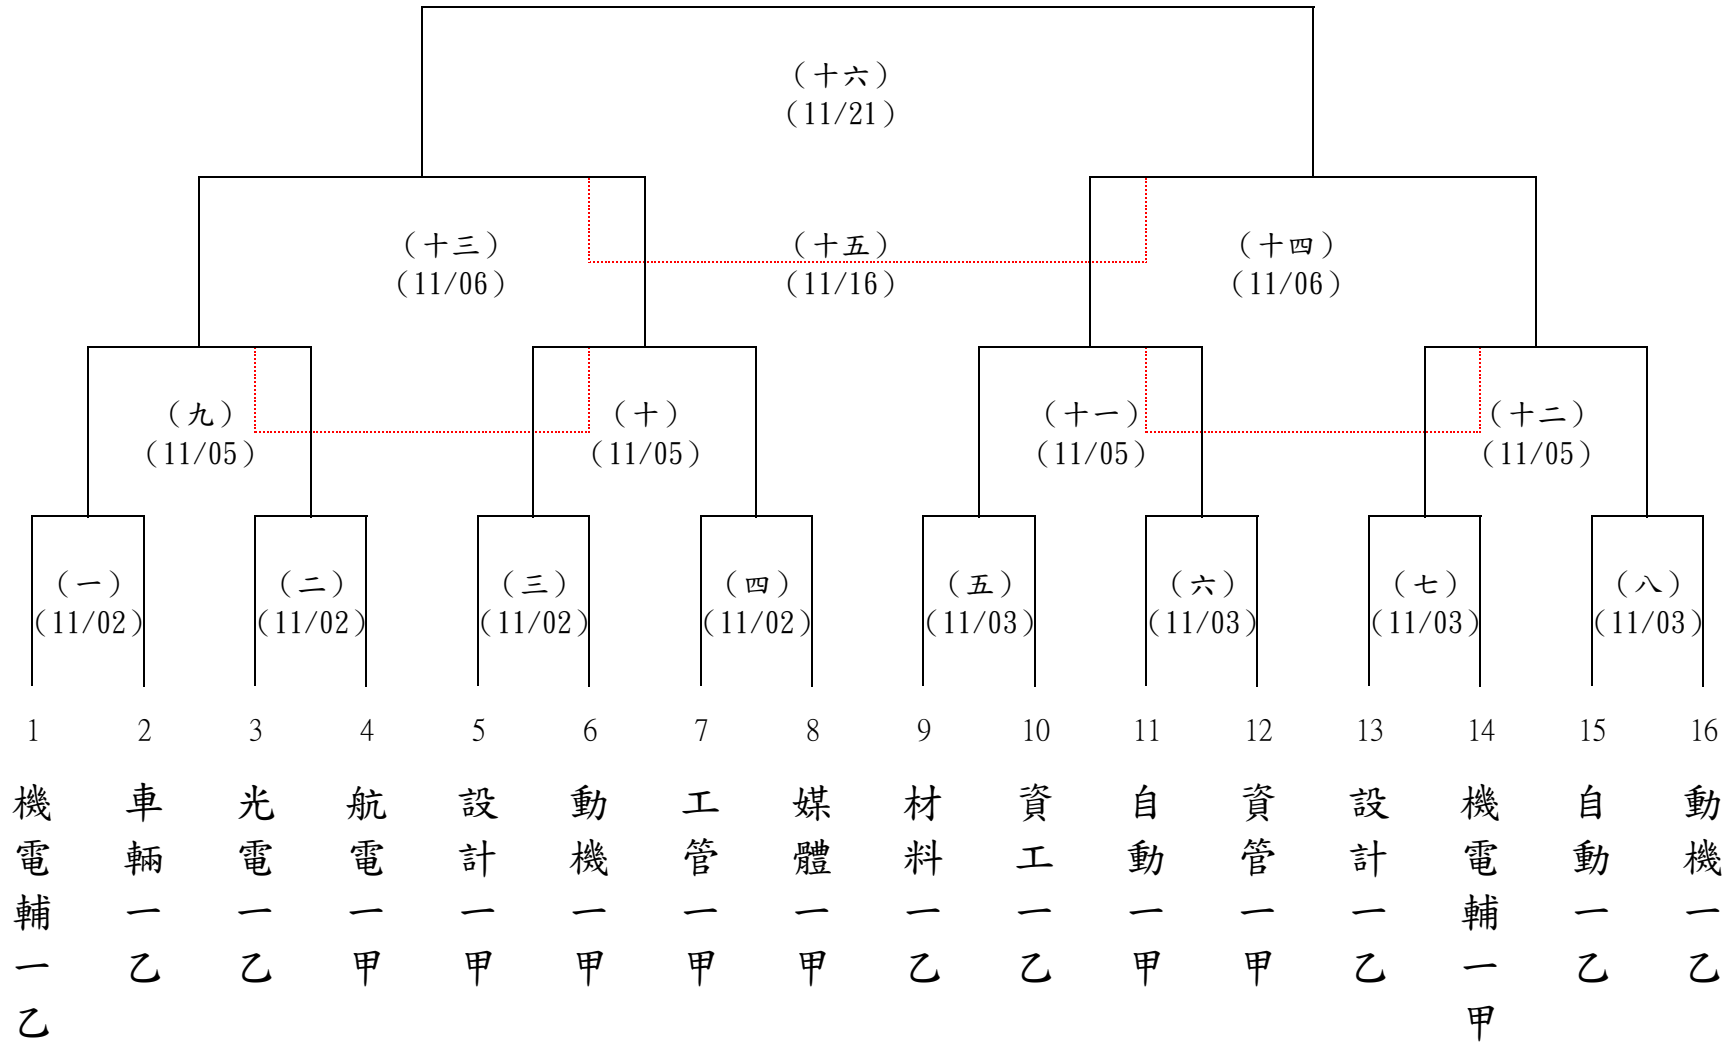 （十六）
（11/21）
（十三）
（11/06）
（十五）
（11/16）
（十四）
（11/06）
（九）
（11/05）
（十）
（11/05）
（十一）
（11/05）
（十二）
（11/05）
（一）
（11/02）
（二）
（11/02）
（三）
（11/02）
（四）
（11/02）
（五）
（11/03）
（六）
（11/03）
（七）
（11/03）
（八）
（11/03）
1
機電輔一乙
2
車輛一乙
3
光電一乙
4
航電一甲
5
設計一甲
6
動機一甲
7
工管一甲
8
媒體一甲
9
材料一乙
10
資工一乙
11
自動一甲
12
資管一甲
13
設計一乙
14
機電輔一甲
15
自動一乙
16
動機一乙